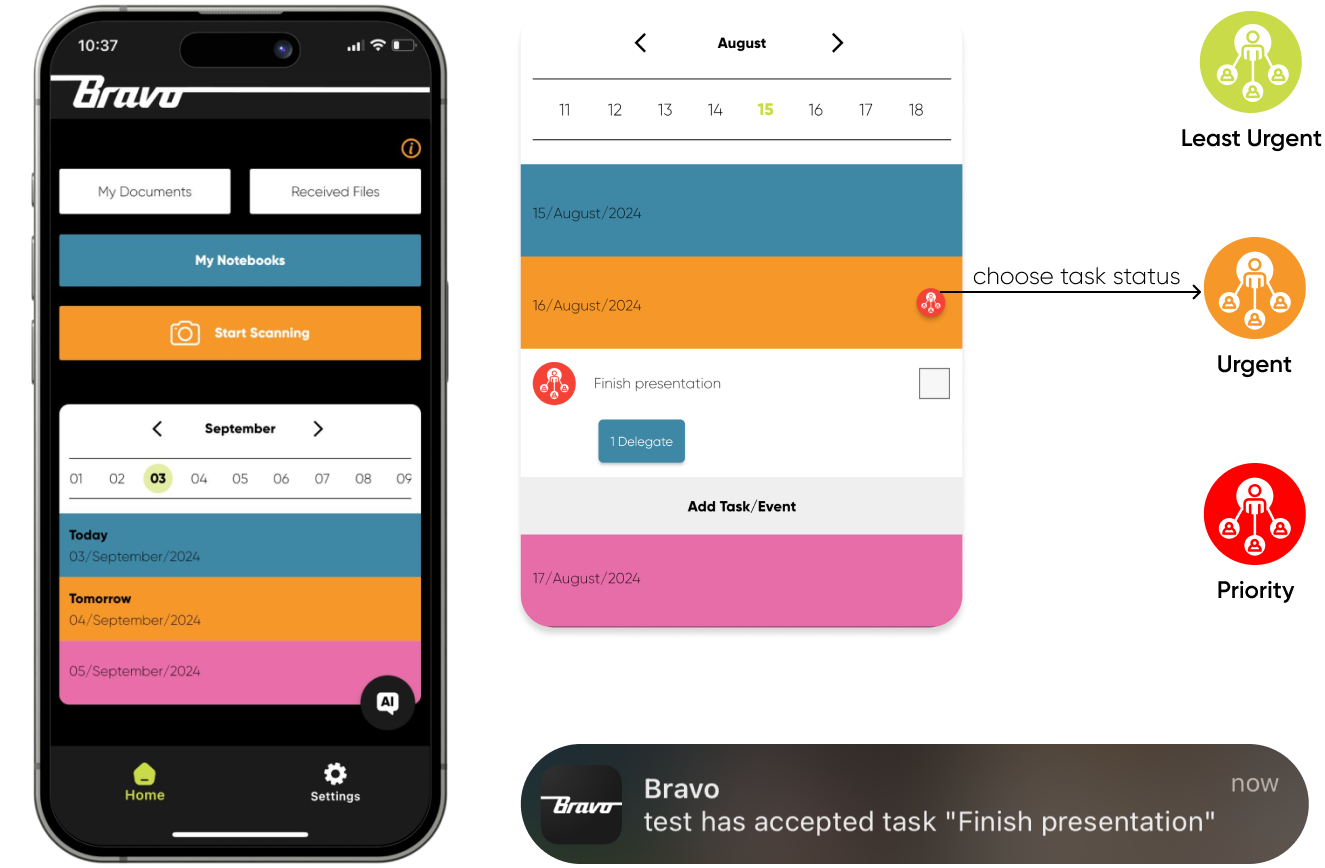 10:37
Bravo
My Documents
Received Files
My Notebooks
Start Scanning
September
01 02 03 04 05 06 07 08 09
Today
03/September/2024
Tomorrow
04/September/2024
05/September/2024
AI
Home
Settings
August
11 12 13 14 15 16 17 18
15/August/2024
16/August/2024
choose task status
Finish presentation
1 Delegate
Add Task/Event
17/August/2024
Least Urgent
Urgent
Priority
Bravo
Bravo
now
test has accepted task "Finish presentation"